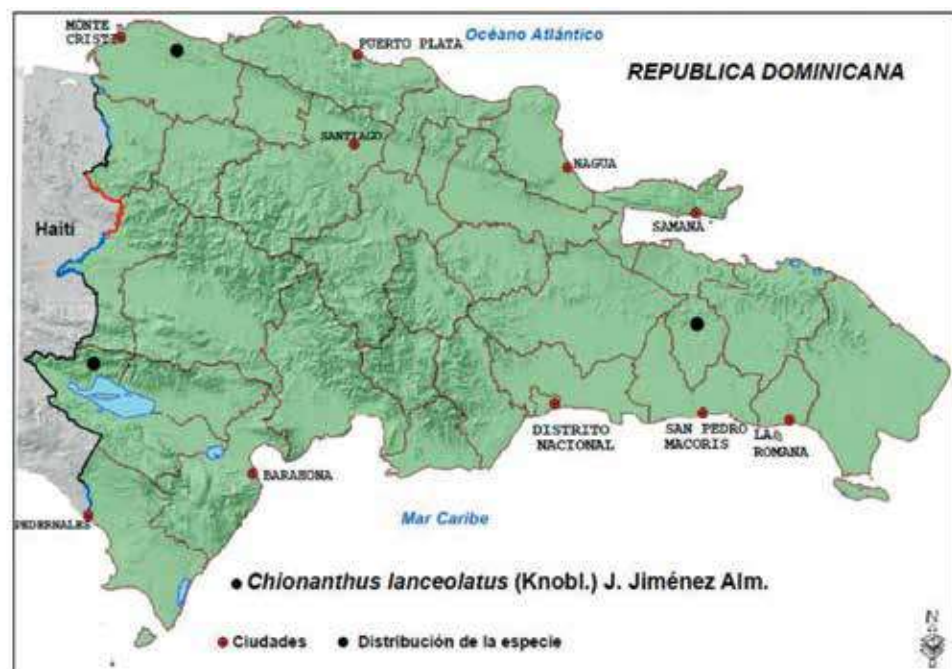 MONTE
CRISTI
PUERTO PLATA
Océano Atlántico
REPUBLICA DOMINICANA
SANTIAGO
NAGUA
SAMANA
Haití
DISTRITO
NACIONAL
SAN PEDRO
MACORIS
LA
ROMANA
BARAHONA
PEDERNALES
Mar Caribe
Chionanthus lanceolatus (Knobl.) J. Jiménez Alm.
Ciudades
Distribución de la especie